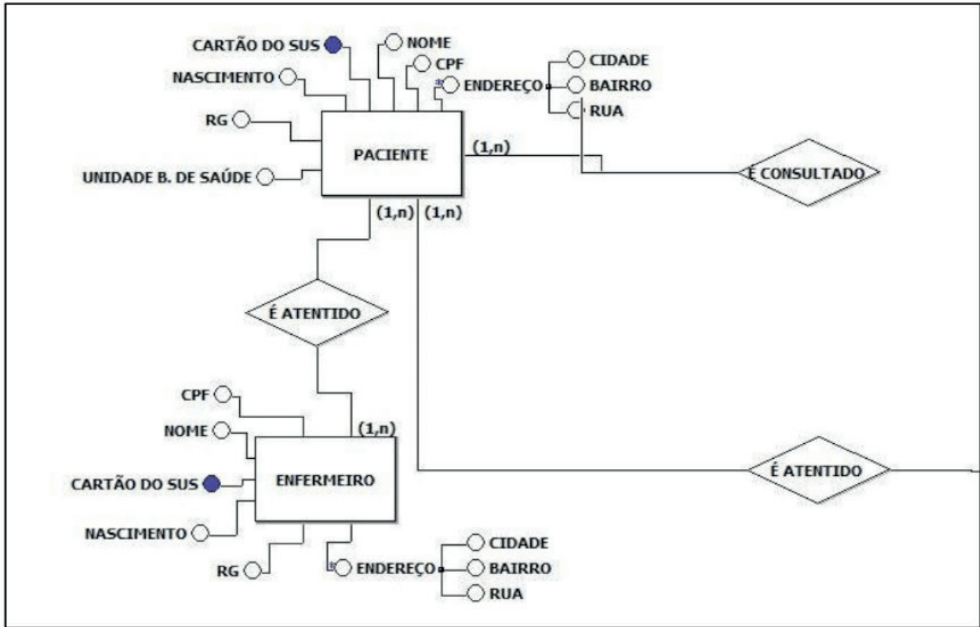 NOME
CARTÃO DO SUS
CPF
CIDADE
NASCIMENTO
* ENDEREÇO
BAIRRO
RUA
RG
PACIENTE
(1,n)
UNIDADE B. DE SAÚDE
É CONSULTADO
(1,n) (1,n)
É ATENTIDO
CPF
NOME
(1,n)
CARTÃO DO SUS
ENFERMEIRO
É ATENTIDO
NASCIMENTO
RG
* ENDEREÇO
CIDADE
BAIRRO
RUA